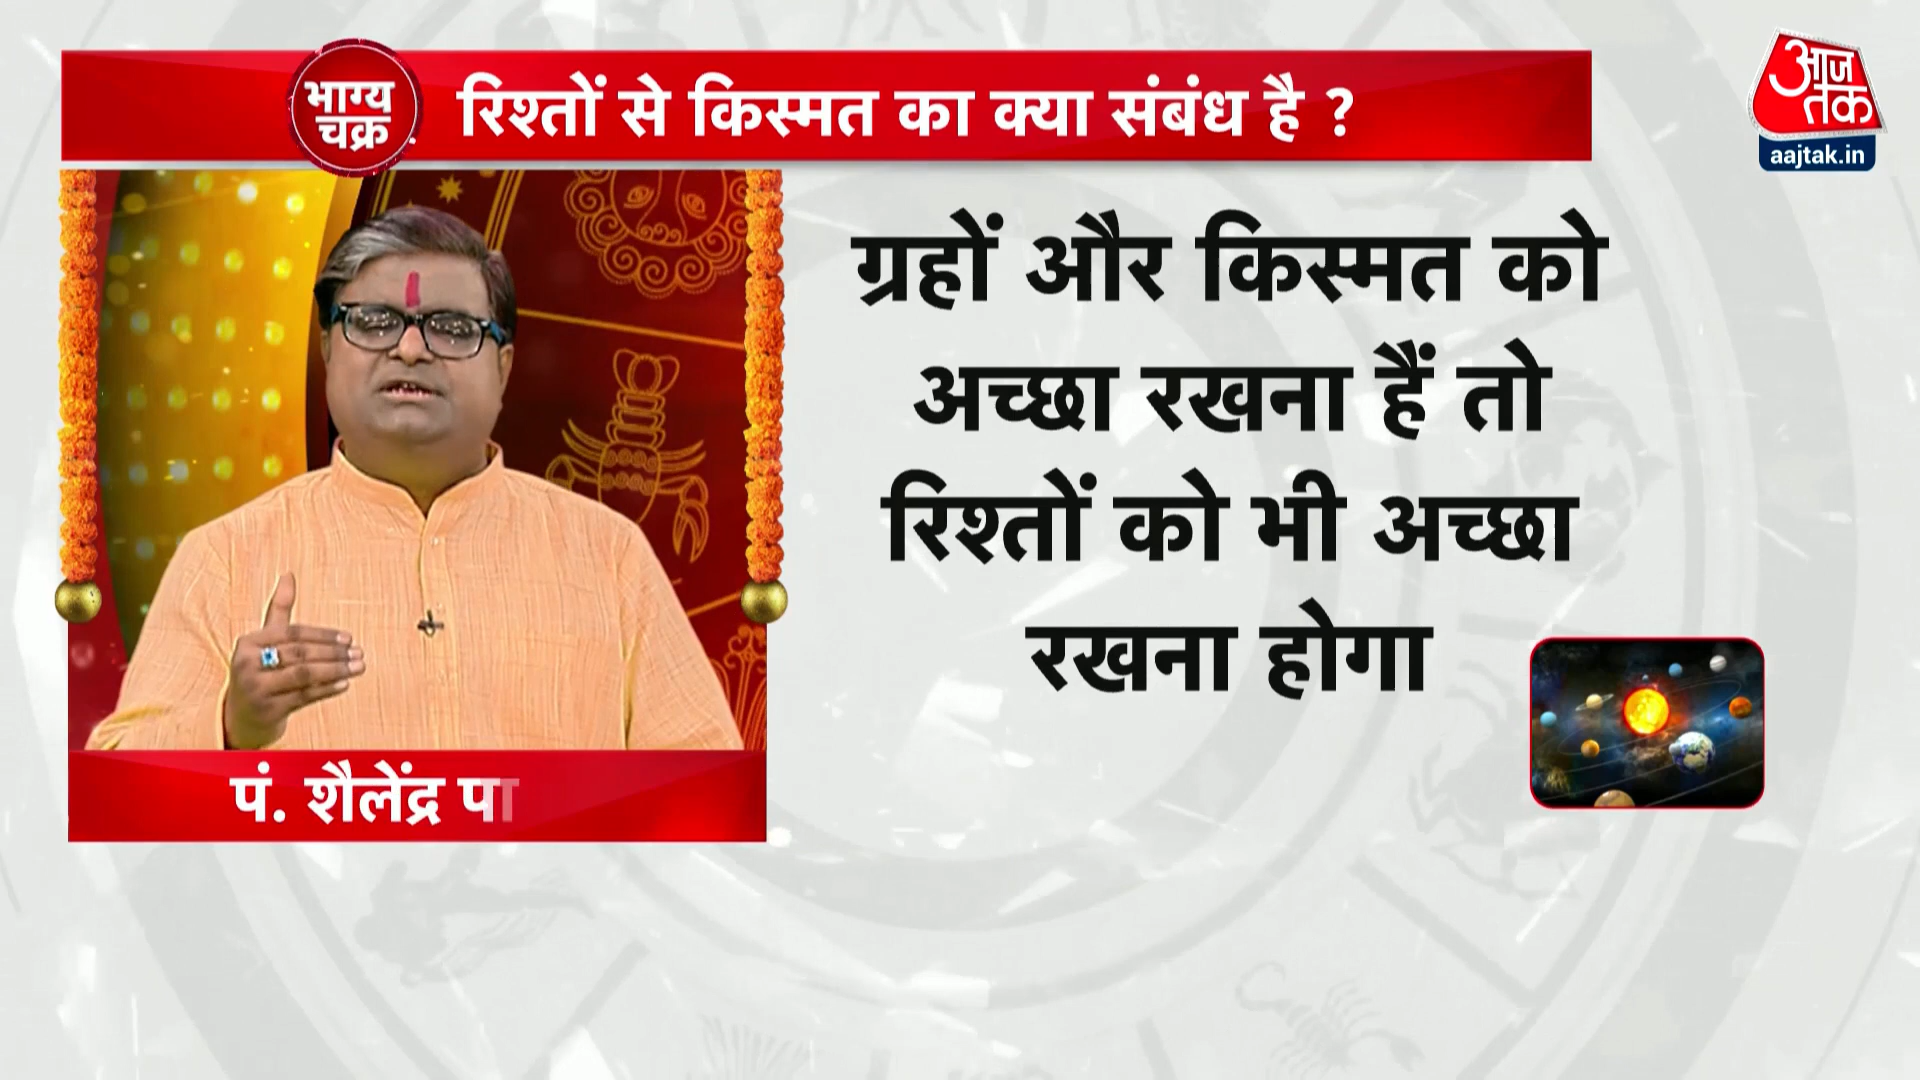 भाग्य
चक्र
रिश्तों से किस्मत का क्या संबंध है ?
आज
तक
aajtak.in
ग्रहों और किस्मत को
अच्छा रखना हैं तो
रिश्तों को भी अच्छा
रखना होगा
पं. शैलेंद्र पा